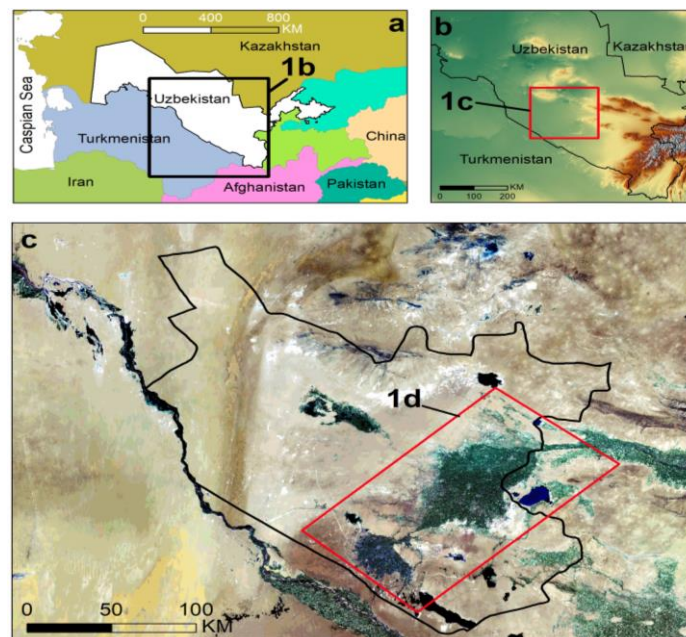 0 400 800
KM
a
Kazakhstan
1b
Caspian Sea
Uzbekistan
Turkmenistan
China
Iran
Afghanistan
Pakistan
b
Uzbekistan
Kazakhstan
1c
Turkmenistan
0 100 200
KM
c
1d
0 50 100
KM